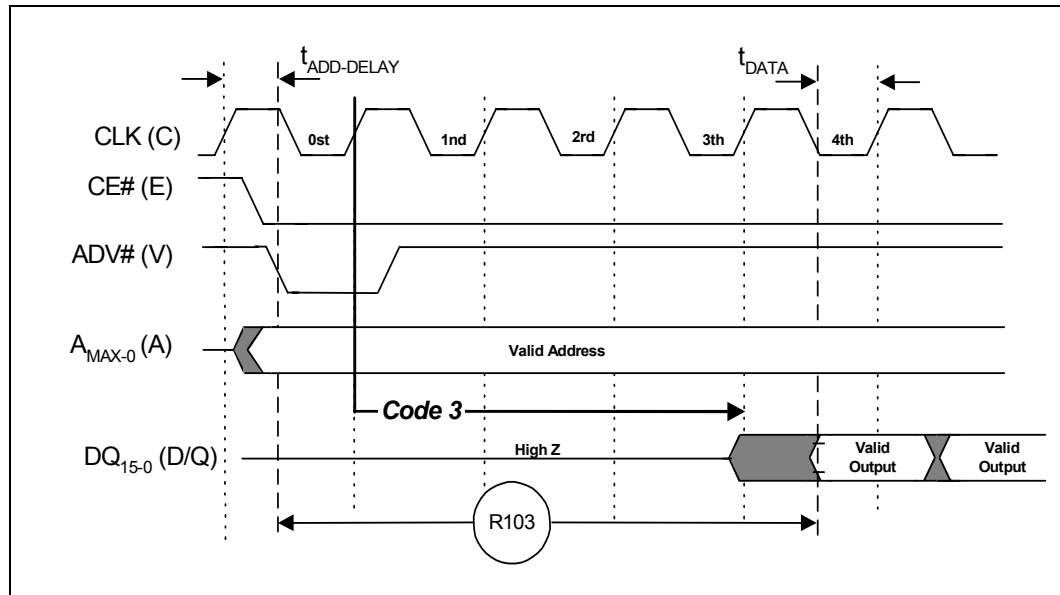 tADD-DELAY
tDATA
CLK (C)
0st
1nd
2rd
3th
4th
CE# (E)
ADV# (V)
AMAX-0 (A)
Valid Address
Code 3
DQ15-0 (D/Q)
High Z
Valid
Output
Valid
Output
R103